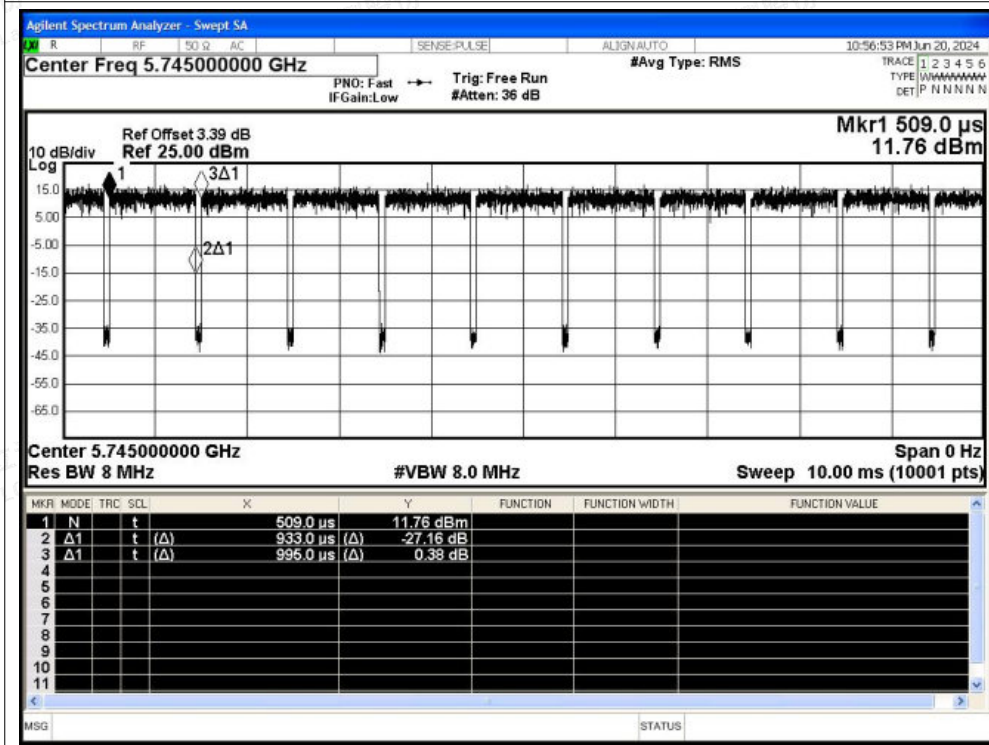 Agilent Spectrum Analyzer - Swept SA
R RF 50 Ω AC SENSE:PULSE ALIGN AUTO 10:56:53 PM Jun 20, 2024
Center Freq 5.745000000 GHz #Avg Type: RMS TRACE 1 2 3 4 5 6
PNO: Fast Trig: Free Run TYPE
IFGain:Low #Atten: 36 dB DET P N N N N N
Mkr1 509.0 µs
Ref Offset 3.39 dB
10 dB/div Ref 25.00 dBm 11.76 dBm
Log
1 3Δ1
15.0
5.00
-5.00
2Δ1
-15.0
-25.0
-35.0
-45.0
-55.0
-65.0
Center 5.745000000 GHz Span 0 Hz
Res BW 8 MHz #VBW 8.0 MHz Sweep 10.00 ms (10001 pts)
MKR MODE TRC SCL X Y FUNCTION FUNCTION WIDTH FUNCTION VALUE
1 N t 509.0 µs 11.76 dBm
2 Δ1 t (Δ) 933.0 µs (Δ) -27.16 dB
3 Δ1 t (Δ) 995.0 µs (Δ) 0.38 dB
4
5
6
7
8
9
10
11
MSG STATUS